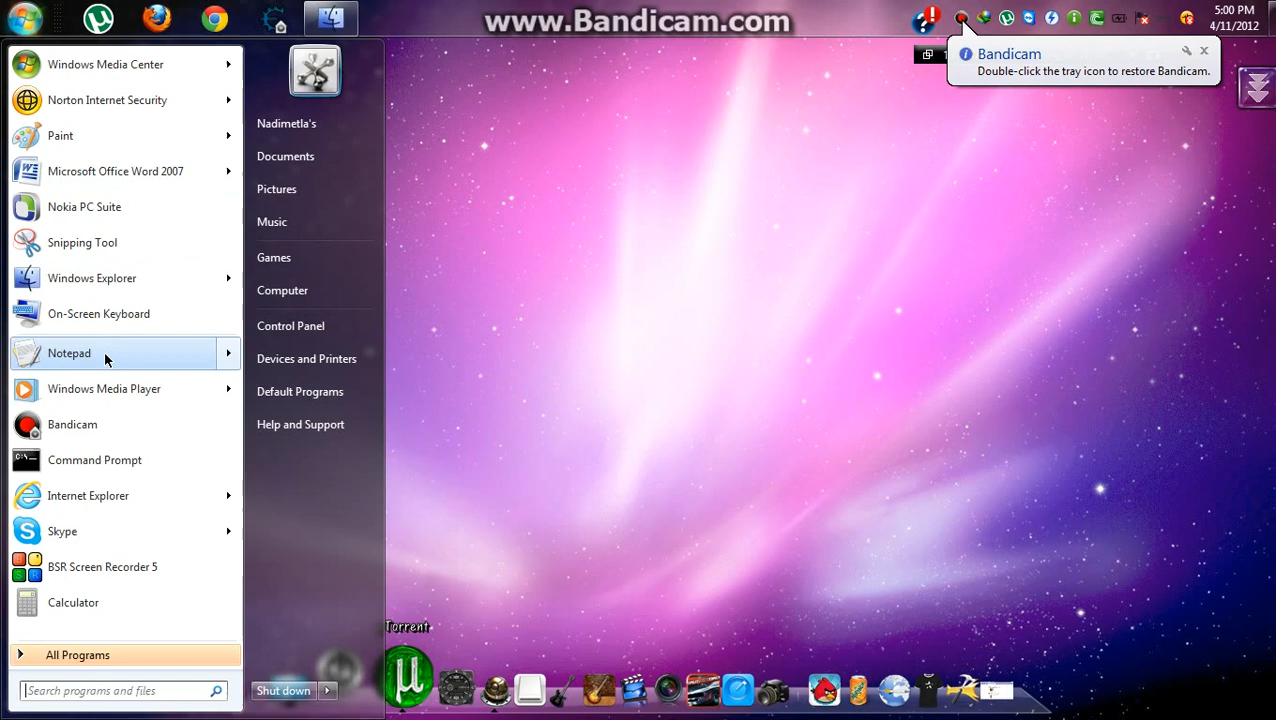 www.Bandicam.com
5:00 PM
4/11/2012
Bandicam
Double-click the tray icon to restore Bandicam.
Windows Media Center
Norton Internet Security
Paint
Microsoft Office Word 2007
Nokia PC Suite
Snipping Tool
Windows Explorer
On-Screen Keyboard
Notepad
Windows Media Player
Bandicam
Command Prompt
Internet Explorer
Skype
BSR Screen Recorder 5
Calculator
All Programs
Search programs and files
Nadimetla's
Documents
Pictures
Music
Games
Computer
Control Panel
Devices and Printers
Default Programs
Help and Support
Shut down
Torrent